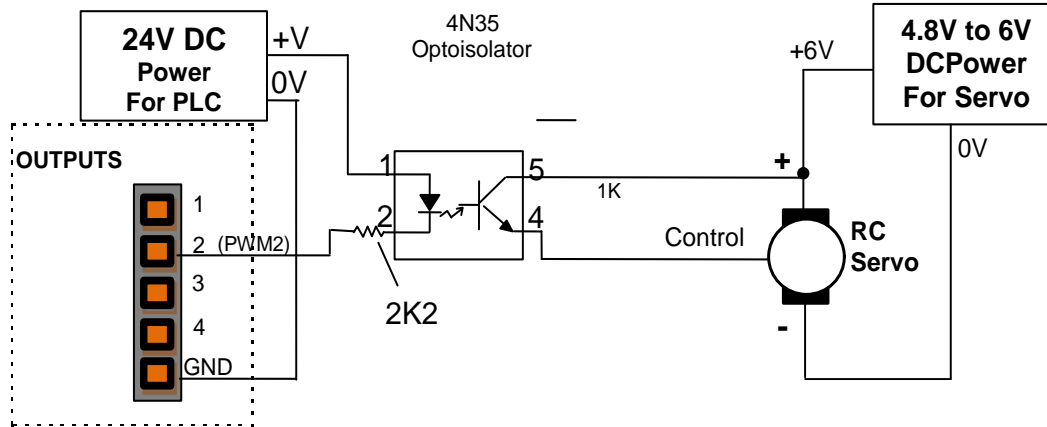 24V DC
Power
For PLC
+V
0V
4N35
Optoisolator
+6V
4.8V to 6V
DCPower
For Servo
0V
OUTPUTS
1
2 (PWM2)
3
4
GND
1
2
5
4
2K2
1K
Control
+
RC
Servo
-